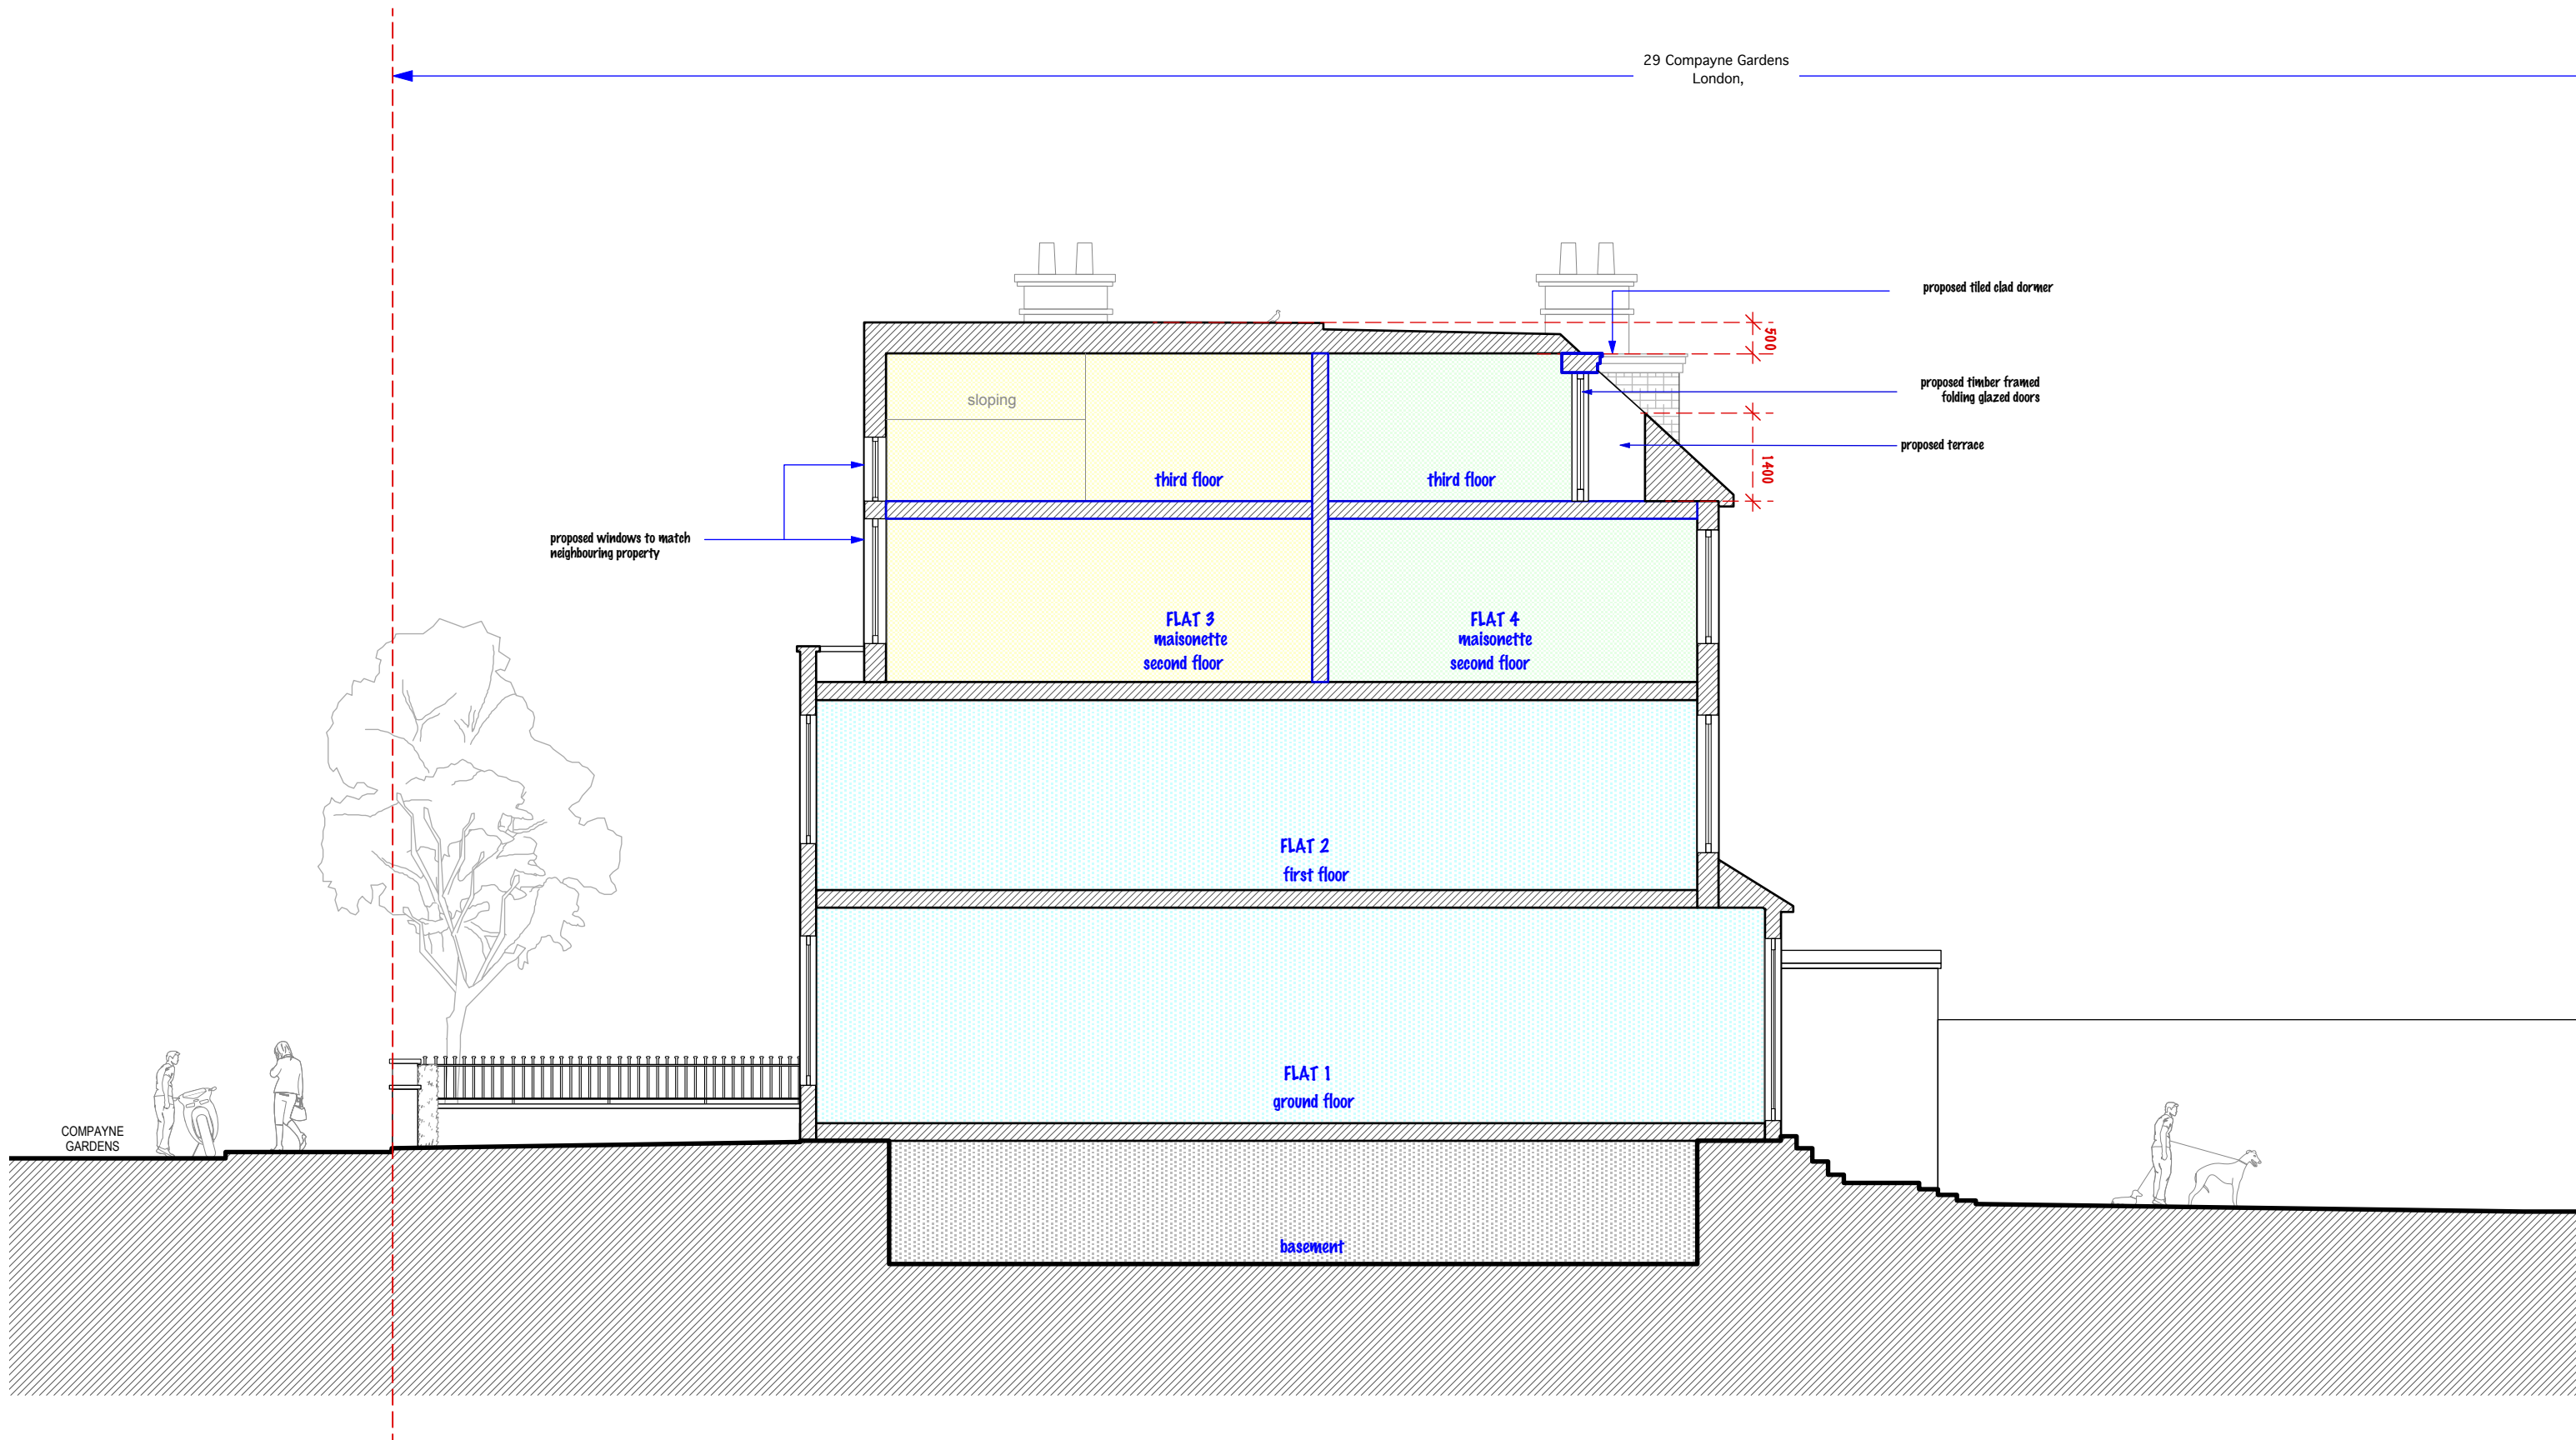 29 Compayne Gardens
London,
proposed tiled clad dormer
500
proposed timber framed
folding glazed doors
sloping
proposed terrace
1400
third floor
third floor
proposed windows to match
neighbouring property
FLAT 3
maisonette
second floor
FLAT 4
maisonette
second floor
FLAT 2
first floor
FLAT 1
ground floor
COMPAYNE
GARDENS
basement